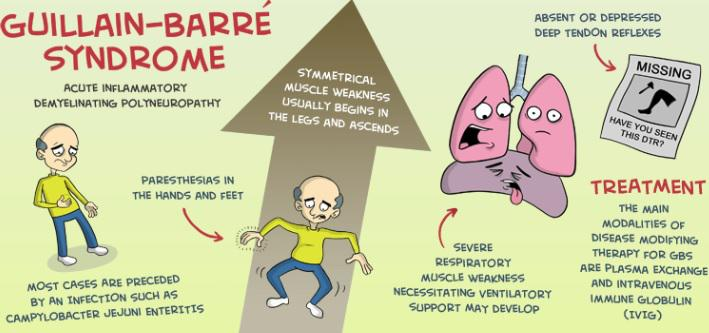 GUILLAIN-BARRÉ
SYNDROME
ACUTE INFLAMMATORY
DEMYELINATING POLYNEUROPATHY
MOST CASES ARE PRECEDED
BY AN INFECTION SUCH AS
CAMPYLOBACTER JEJUNI ENTERITIS
PARESTHESIAS IN
THE HANDS AND FEET
SYMMETRICAL
MUSCLE WEAKNESS
USUALLY BEGINS IN
THE LEGS AND ASCENDS
SEVERE
RESPIRATORY
MUSCLE WEAKNESS
NECESSITATING VENTILATORY
SUPPORT MAY DEVELOP
ABSENT OR DEPRESSED
DEEP TENDON REFLEXES
MISSING
HAVE YOU SEEN
THIS DTR?
TREATMENT
THE MAIN
MODALITIES OF
DISEASE MODIFYING
THERAPY FOR GBS
ARE PLASMA EXCHANGE
AND INTRAVENOUS
IMMUNE GLOBULIN
(IVIG)